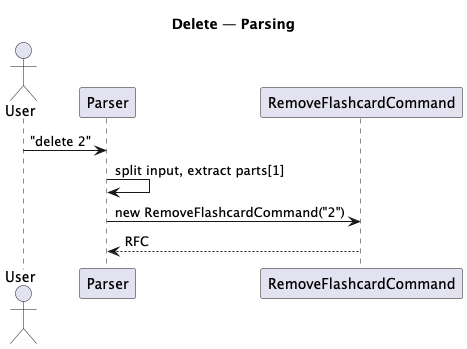 Delete — Parsing
User
Parser
RemoveFlashcardCommand
"delete 2"
split input, extract parts[1]
new RemoveFlashcardCommand("2")
RFC
User
Parser
RemoveFlashcardCommand